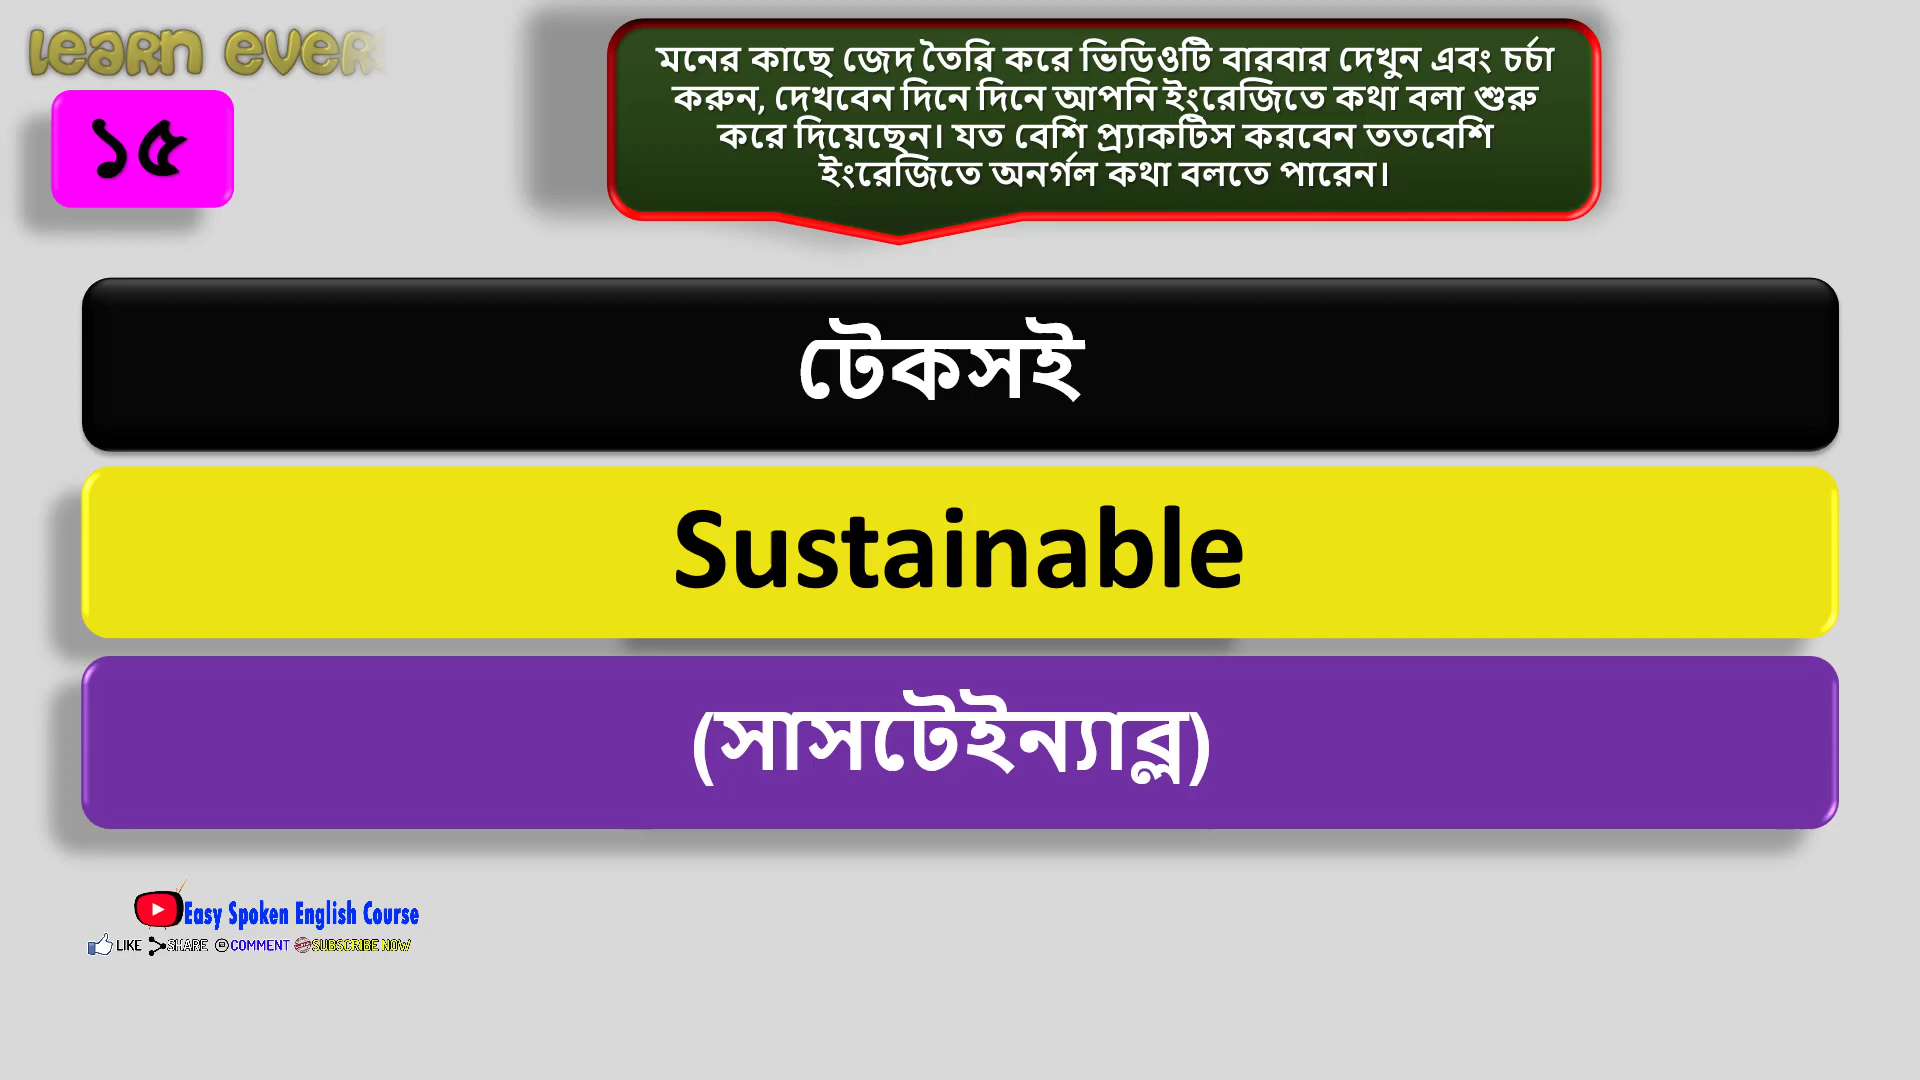 Learn Ever
১৫
মনের কাছে জেদ তৈরি করে ভিডিওটি বারবার দেখুন এবং চর্চা
করুন, দেখবেন দিনে দিনে আপনি ইংরেজিতে কথা বলা শুরু
করে দিয়েছেন। যত বেশি প্র্যাকটিস করবেন ততবেশি
ইংরেজিতে অনর্গল কথা বলতে পারেন।
টেকসই
Sustainable
(সাসটেইন্যাব্ল)
Easy Spoken English Course
LIKE SHARE COMMENT SUBSCRIBE NOW